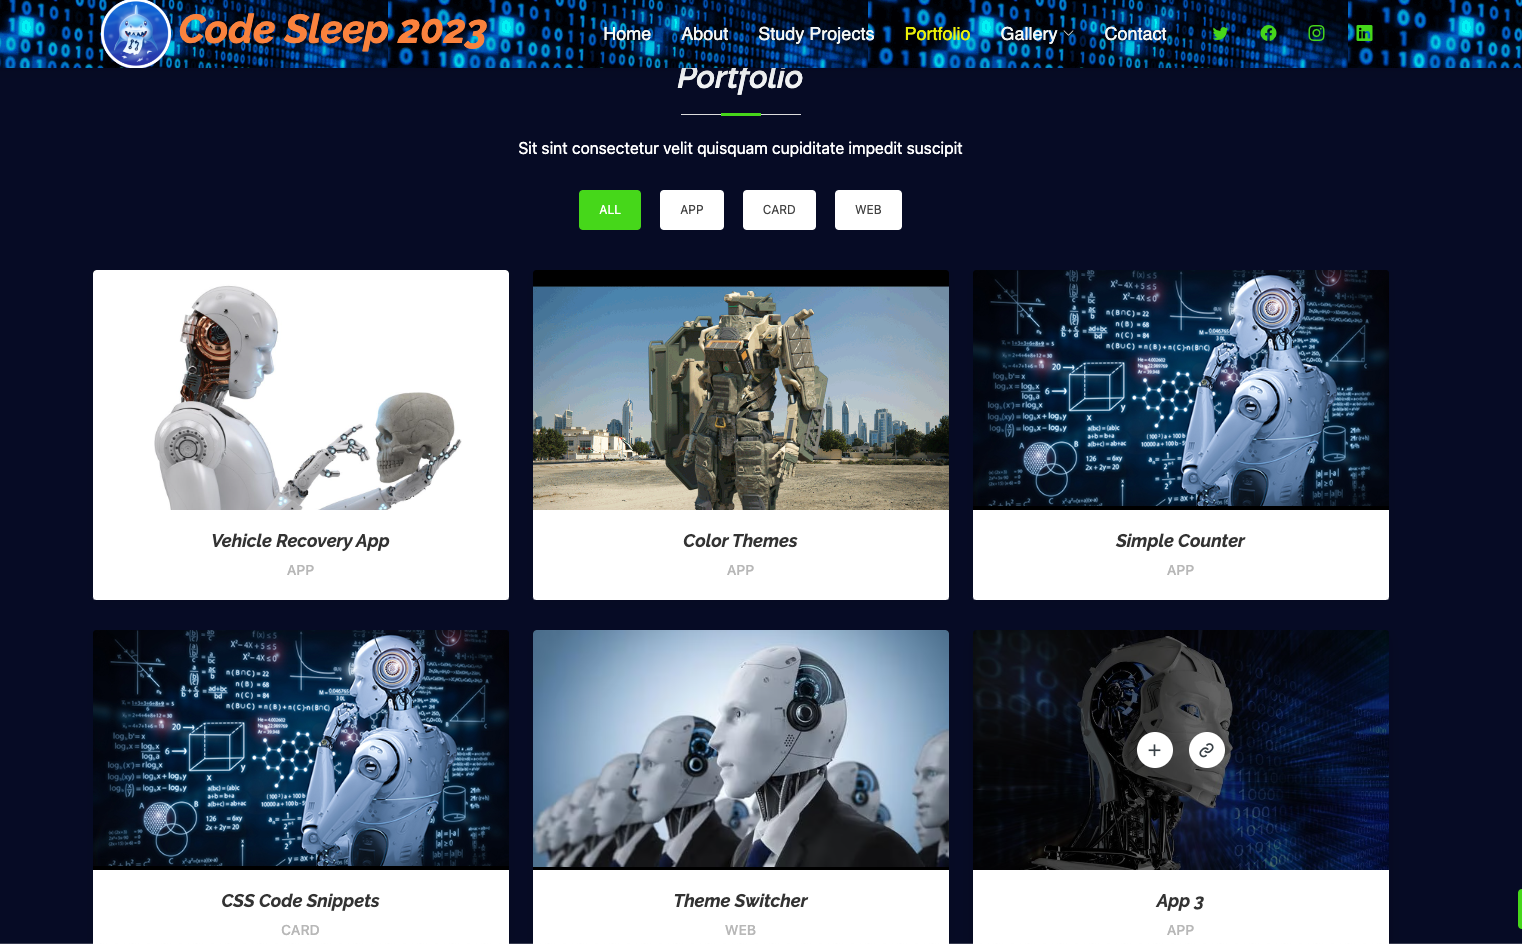 Code Sleep 2023
Home About Study Projects Portfolio Gallery Contact
Portfolio
Sit sint consectetur velit quisquam cupiditate impedit suscipit
ALL APP CARD WEB
Vehicle Recovery App
APP
Color Themes
APP
Simple Counter
APP
CSS Code Snippets
CARD
Theme Switcher
WEB
App 3
APP